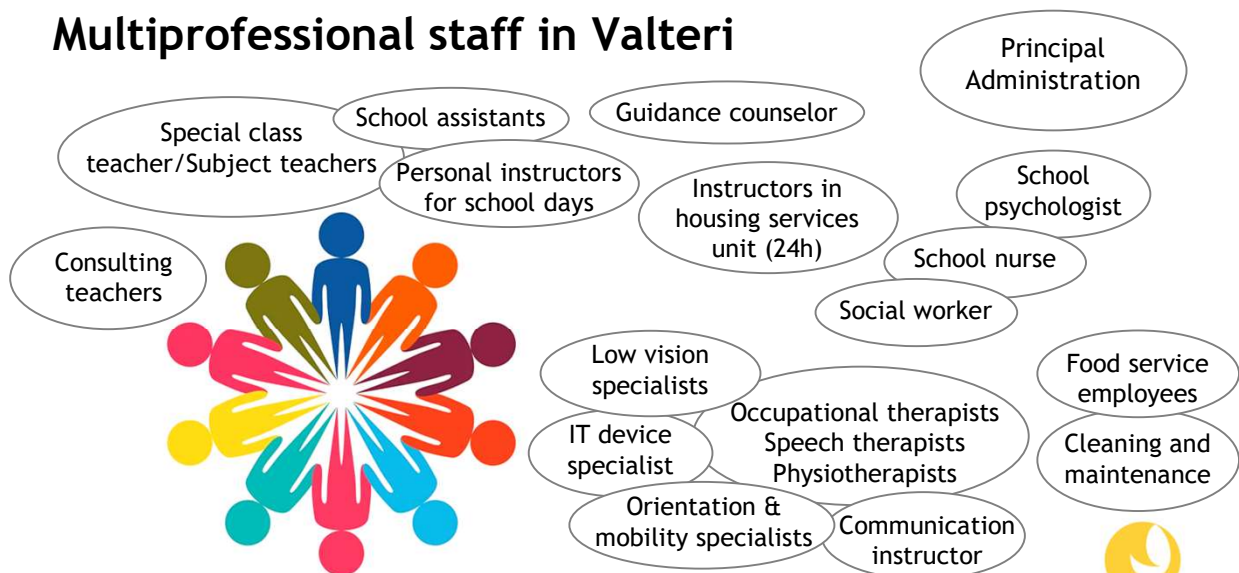 Multiprofessional staff in Valteri
Principal
Administration
Special class
teacher/Subject teachers
School assistants
Personal instructors
for school days
Guidance counselor
Instructors in
housing services
unit (24h)
School
psychologist
School nurse
Social worker
Consulting
teachers
Low vision
specialists
Occupational therapists
Speech therapists
Physiotherapists
IT device
specialist
Orientation &
mobility specialists
Communication
instructor
Food service
employees
Cleaning and
maintenance